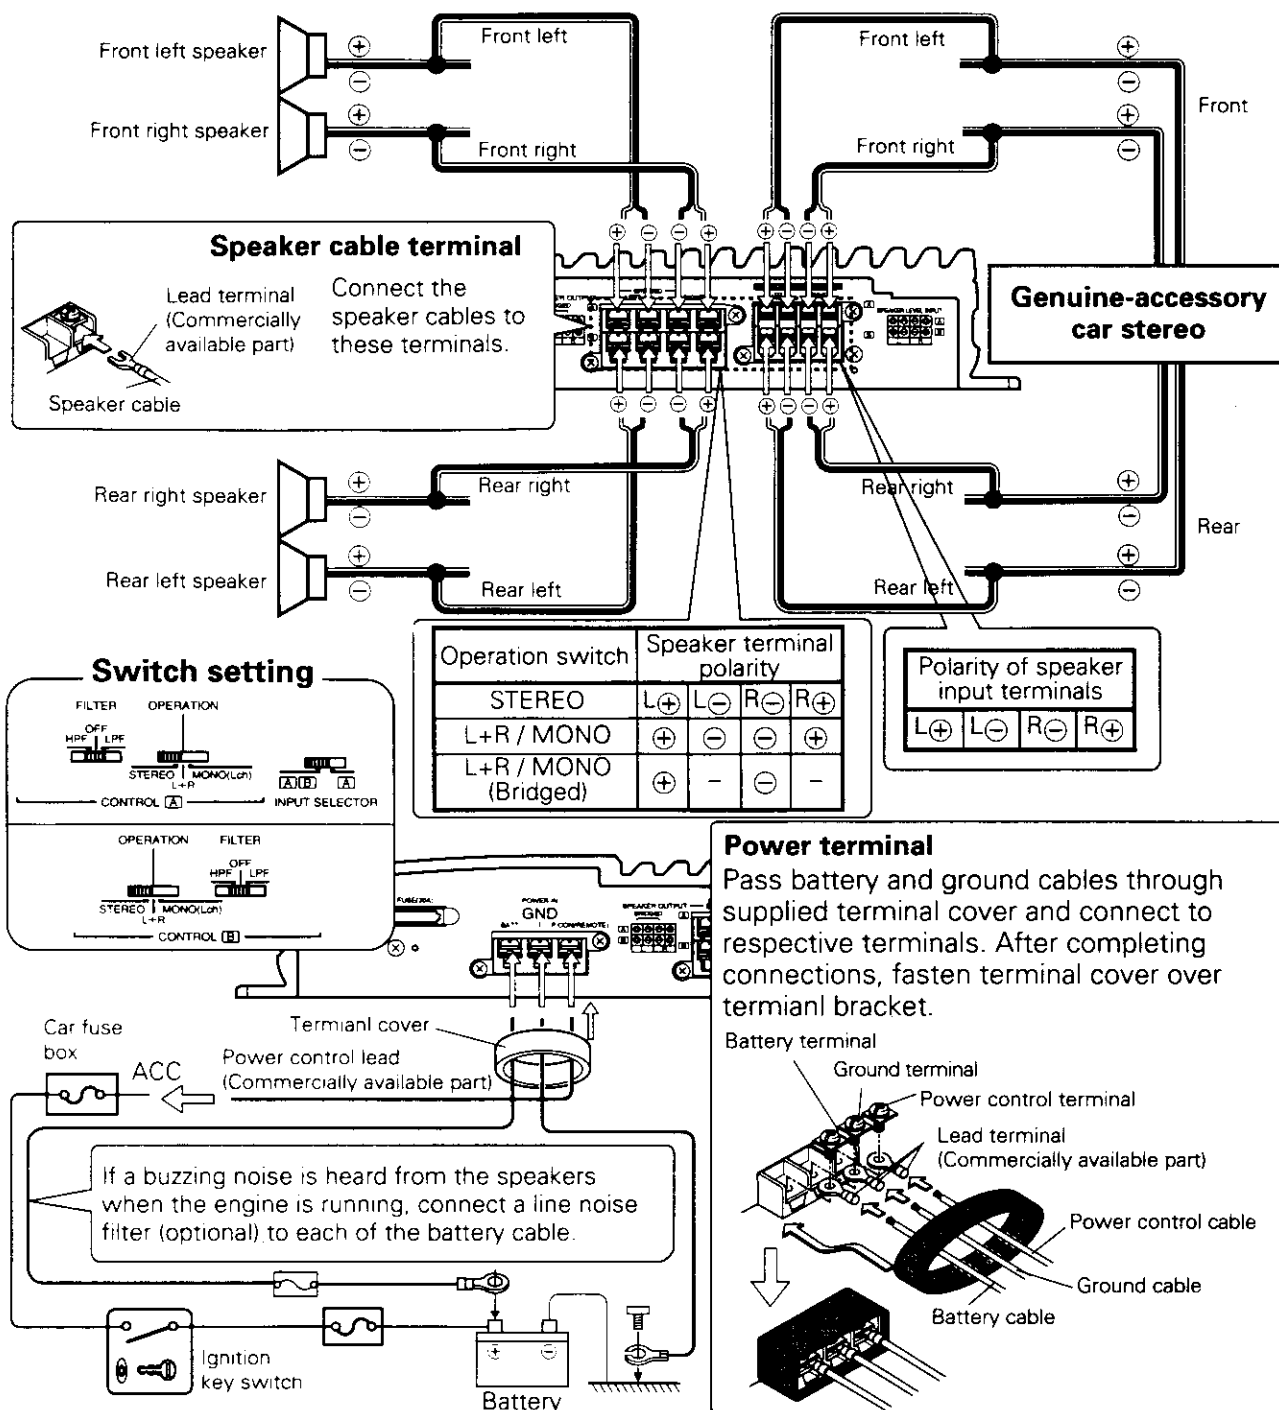 Front left speaker
⊕
⊖
Front left
Front left
⊕
⊖
Front
Front right speaker
⊕
⊖
Front right
Front right
⊕
⊖
⊕ ⊖ ⊖ ⊕
⊕ ⊖ ⊖ ⊕
Speaker cable terminal
Lead terminal
(Commercially
available part)
Connect the
speaker cables to
these terminals.
Speaker cable
SPEAKER LEVEL INPUT
A
B
Genuine-accessory
car stereo
⊕ ⊖ ⊖ ⊕
⊕ ⊖ ⊖ ⊕
Rear right speaker
⊕
⊖
Rear right
Rear right
⊕
⊖
Rear
Rear left speaker
⊕
⊖
Rear left
Rear left
⊕
⊖
Operation switch
Speaker terminal
polarity
STEREO L⊕ L⊖ R⊖ R⊕
L+R / MONO ⊕ ⊖ ⊖ ⊕
L+R / MONO
(Bridged)
⊕ – ⊖ –
Polarity of speaker
input terminals
L⊕ L⊖ R⊖ R⊕
Switch setting
FILTER OPERATION
OFF
HPF LPF
STEREO MONO(Lch)
L+R
CONTROL A
A B A
INPUT SELECTOR
OPERATION FILTER
OFF
HPF LPF
STEREO MONO(Lch)
L+R
CONTROL B
POWER IN
GND
SPEAKER OUTPUT
BRIDGED
A
B
Power terminal
Pass battery and ground cables through
supplied terminal cover and connect to
respective terminals. After completing
connections, fasten terminal cover over
termianl bracket.
Battery terminal
Ground terminal
Power control terminal
Lead terminal
(Commercially available part)
Power control cable
Ground cable
Battery cable
Car fuse
box
ACC
Termianl cover
Power control lead
(Commercially available part)
If a buzzing noise is heard from the speakers
when the engine is running, connect a line noise
filter (optional) to each of the battery cable.
Ignition
key switch
⊕ ⊖
Battery